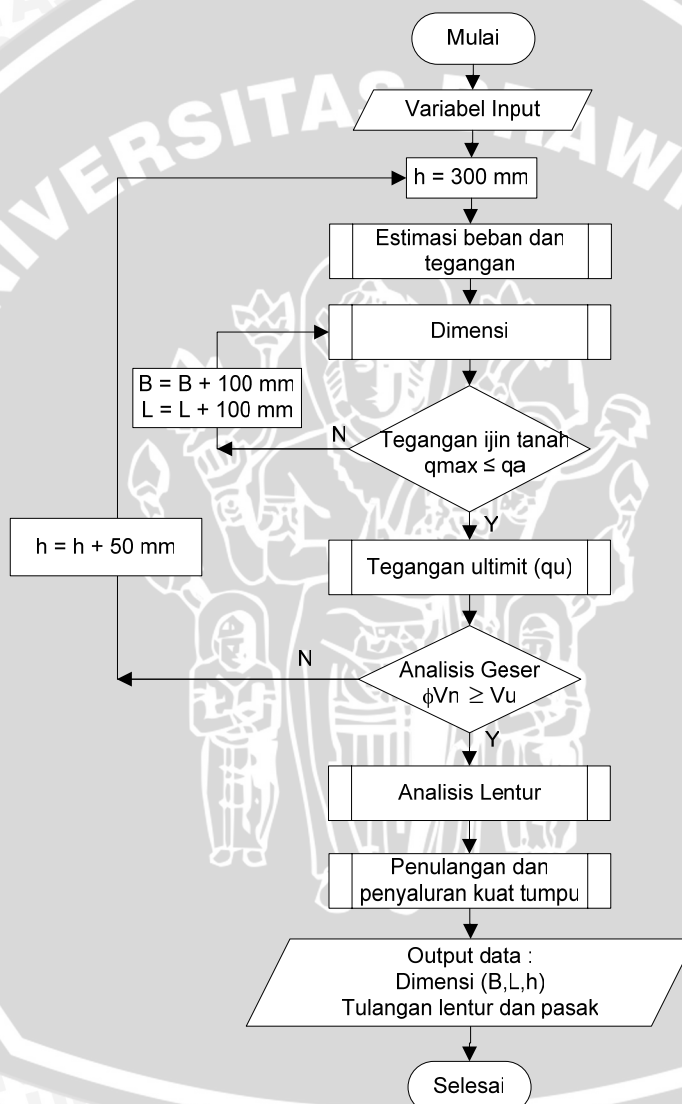 Mulai
Variabel Input
h = 300 mm
Estimasi beban dan
tegangan
Dimensi
B = B + 100 mm
L = L + 100 mm
N
Tegangan ijin tanah
qmax ≤ qa
Y
h = h + 50 mm
Tegangan ultimit (qu)
N
Analisis Geser
ϕVn ≥ Vu
Y
Analisis Lentur
Penulangan dan
penyaluran kuat tumpu
Output data :
Dimensi (B,L,h)
Tulangan lentur dan pasak
Selesai